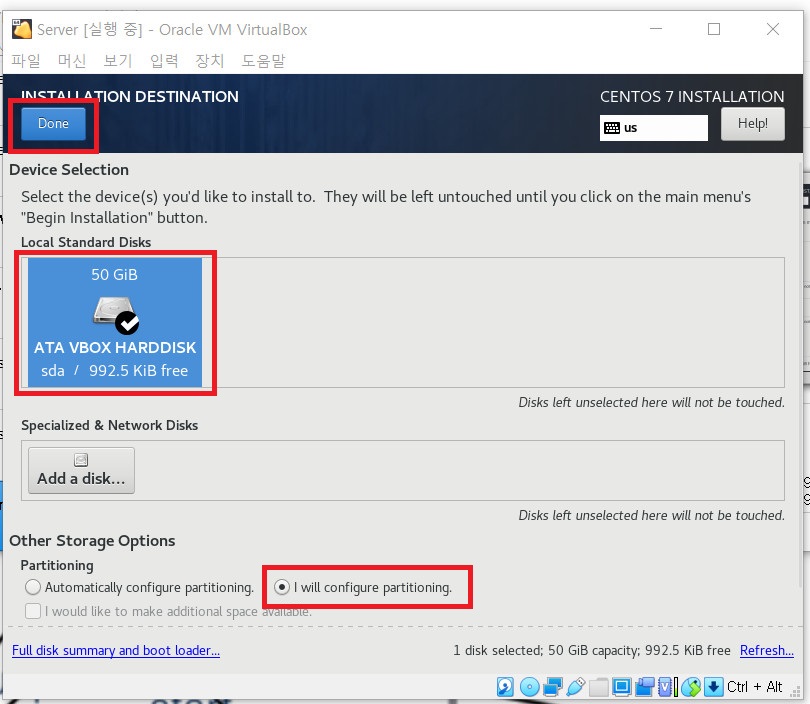 Server [실행 중] - Oracle VM VirtualBox
파일 머신 보기 입력 장치 도움말
INSTALLATION DESTINATION
CENTOS 7 INSTALLATION
Done
us
Help!
Device Selection
Select the device(s) you'd like to install to. They will be left untouched until you click on the main menu's
"Begin Installation" button.
Local Standard Disks
50 GiB
ATA VBOX HARDDISK
sda / 992.5 KiB free
Disks left unselected here will not be touched.
Specialized & Network Disks
Add a disk...
Disks left unselected here will not be touched.
Other Storage Options
Partitioning
Automatically configure partitioning.
I will configure partitioning.
I would like to make additional space available.
Full disk summary and boot loader...
1 disk selected; 50 GiB capacity; 992.5 KiB free
Refresh...
Ctrl + Alt